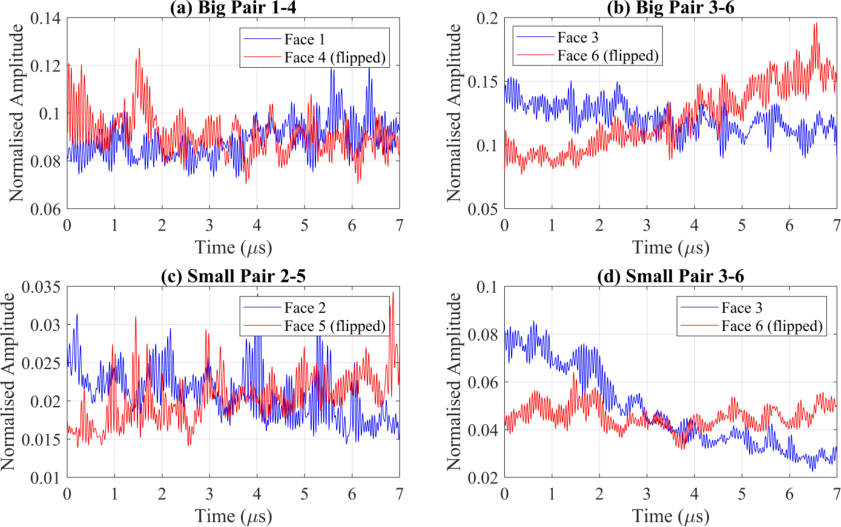 (a) Big Pair 1-4
Normalised Amplitude
0.14
0.12
0.1
0.08
0.06
Face 1
Face 4 (flipped)
0 1 2 3 4 5 6 7
Time (μs)
(b) Big Pair 3-6
Normalised Amplitude
0.2
0.15
0.1
0.05
Face 3
Face 6 (flipped)
0 1 2 3 4 5 6 7
Time (μs)
(c) Small Pair 2-5
Normalised Amplitude
0.035
0.03
0.025
0.02
0.015
0.01
Face 2
Face 5 (flipped)
0 1 2 3 4 5 6 7
Time (μs)
(d) Small Pair 3-6
Normalised Amplitude
0.1
0.08
0.06
0.04
0.02
Face 3
Face 6 (flipped)
0 1 2 3 4 5 6 7
Time (μs)